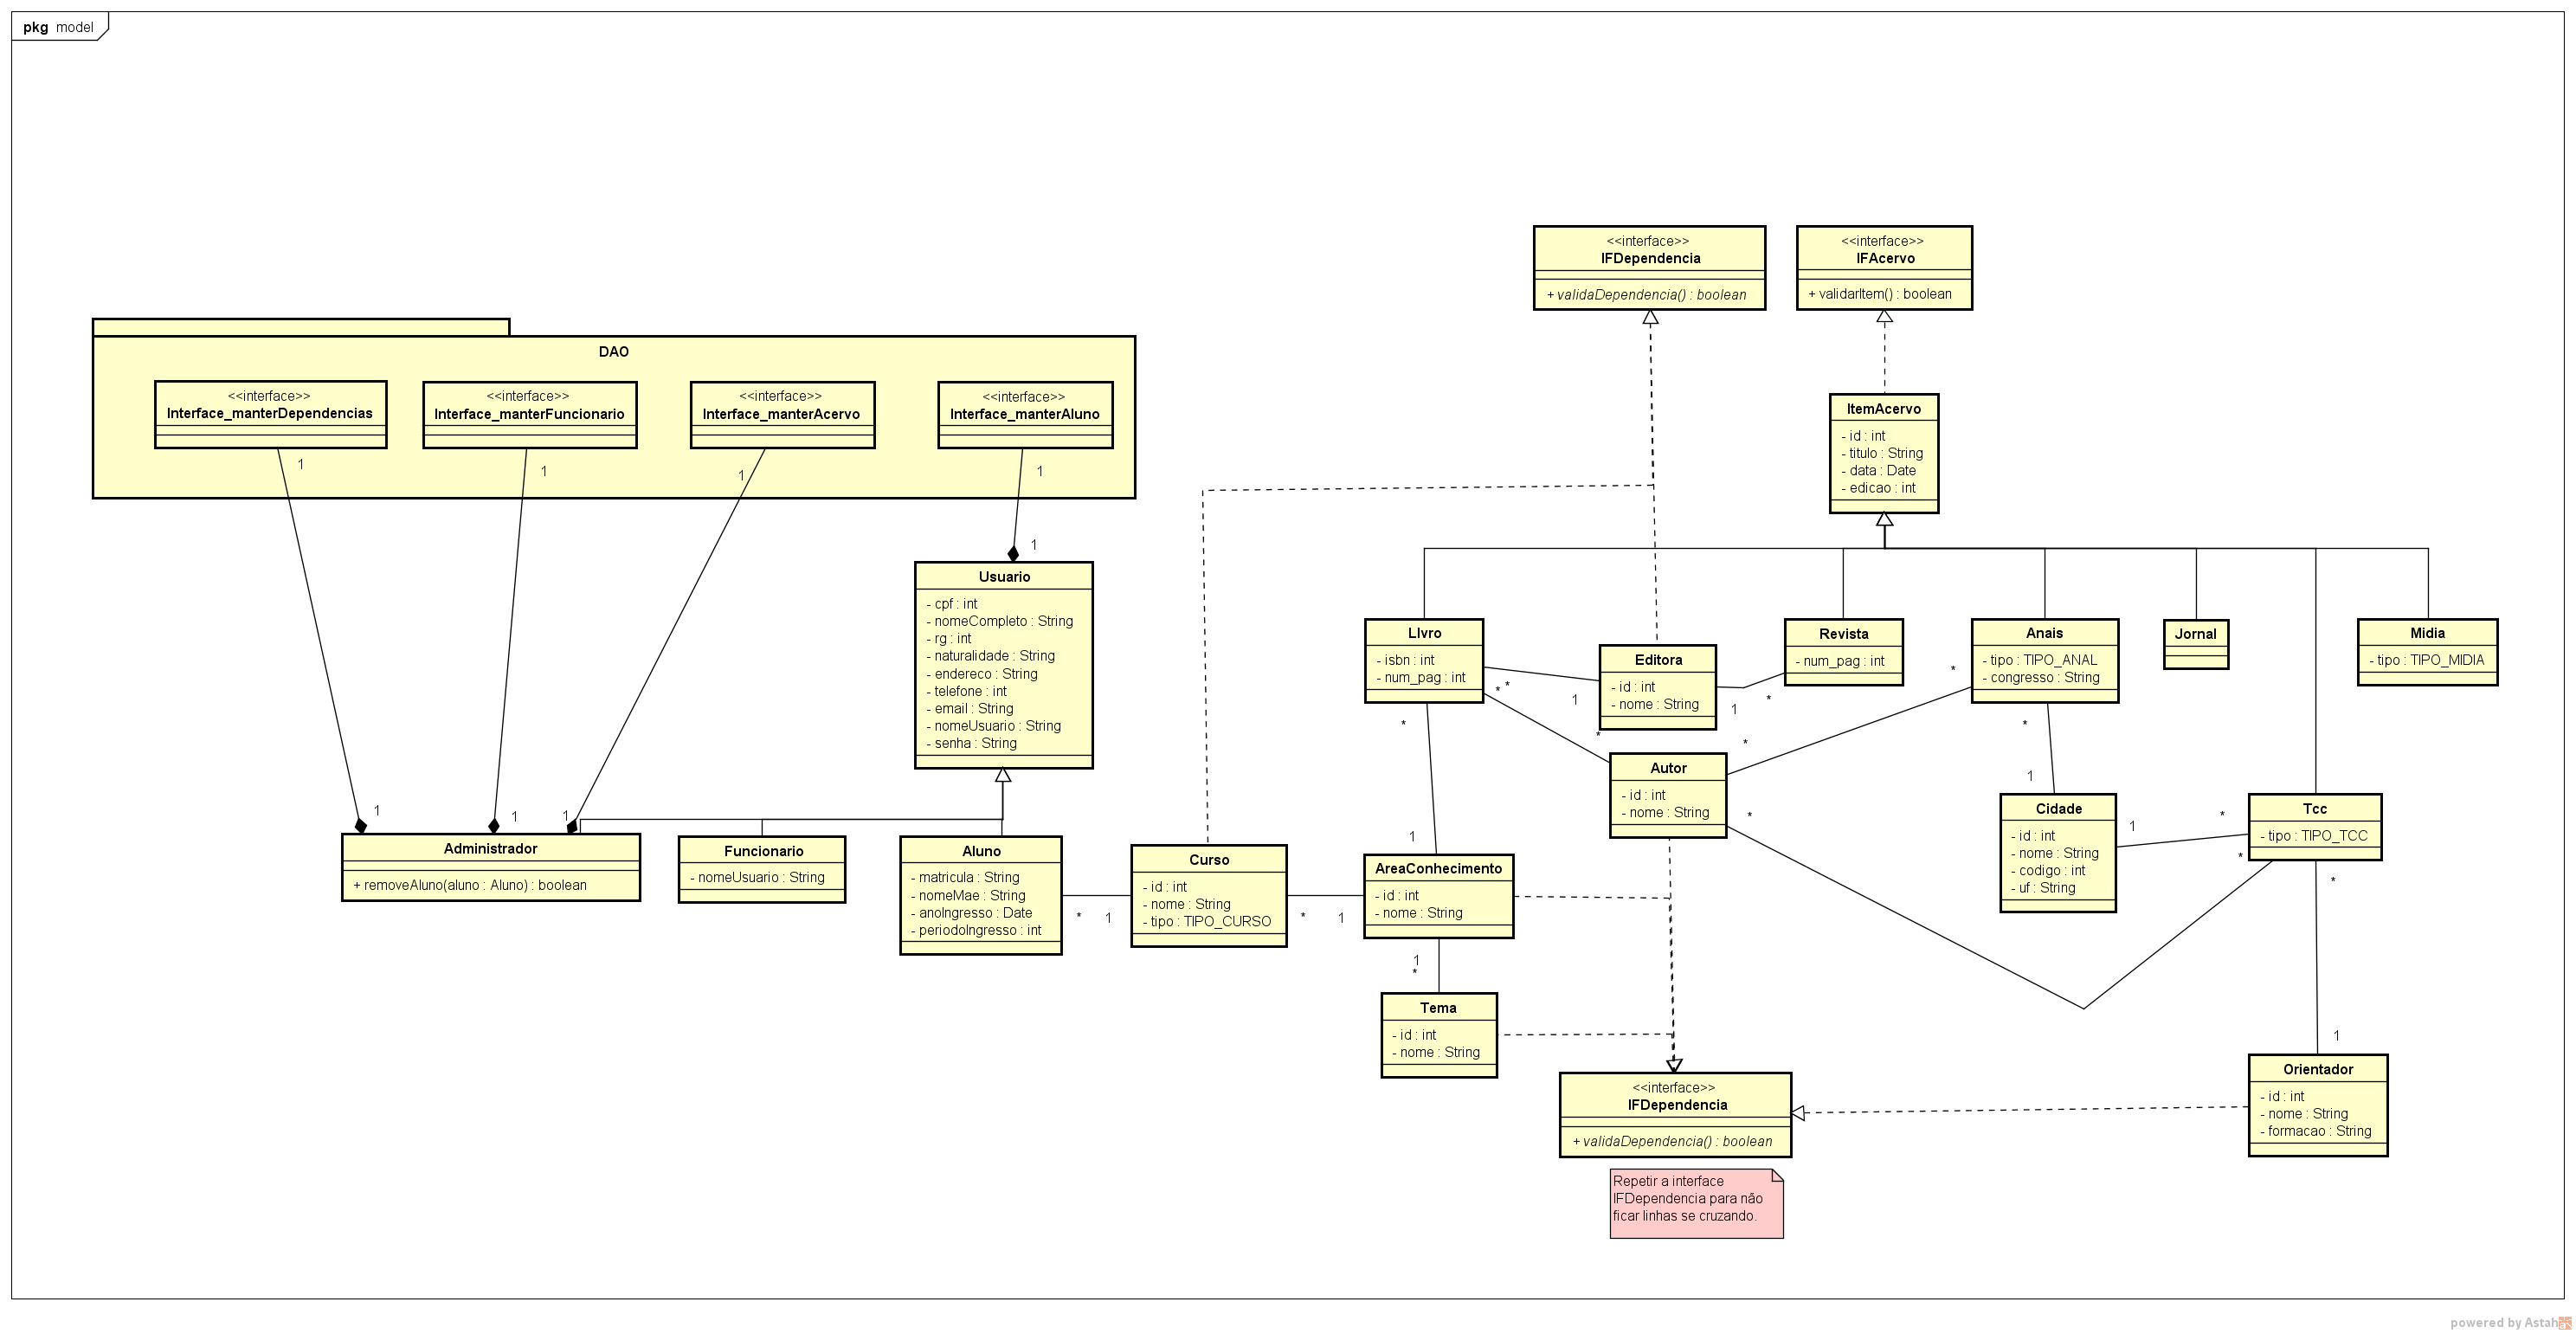 pkg model
<<interface>>
IFDependencia
+ validaDependencia() : boolean
<<interface>>
IFAcervo
+ validarItem() : boolean
DAO
<<interface>>
Interface_manterDependencias
<<interface>>
Interface_manterFuncionario
<<interface>>
Interface_manterAcervo
<<interface>>
Interface_manterAluno
1
1
1
1
ItemAcervo
- id : int
- titulo : String
- data : Date
- edicao : int
1
Usuario
- cpf : int
- nomeCompleto : String
- rg : int
- naturalidade : String
- endereco : String
- telefone : int
- email : String
- nomeUsuario : String
- senha : String
LIvro
- isbn : int
- num_pag : int
Editora
- id : int
- nome : String
Revista
- num_pag : int
Anais
- tipo : TIPO_ANAL
- congresso : String
Jornal
Midia
- tipo : TIPO_MIDIA
* *
1
1
*
*
*
*
*
*
Autor
- id : int
- nome : String
*
1
Cidade
- id : int
- nome : String
- codigo : int
- uf : String
1
*
*
Tcc
- tipo : TIPO_TCC
*
1
1
1
Administrador
+ removeAluno(aluno : Aluno) : boolean
Funcionario
- nomeUsuario : String
Aluno
- matricula : String
- nomeMae : String
- anoIngresso : Date
- periodoIngresso : int
* 1
Curso
- id : int
- nome : String
- tipo : TIPO_CURSO
* 1
1
AreaConhecimento
- id : int
- nome : String
1
*
Tema
- id : int
- nome : String
1
Orientador
- id : int
- nome : String
- formacao : String
<<interface>>
IFDependencia
+ validaDependencia() : boolean
Repetir a interface
IFDependencia para não
ficar linhas se cruzando.
powered by Astah